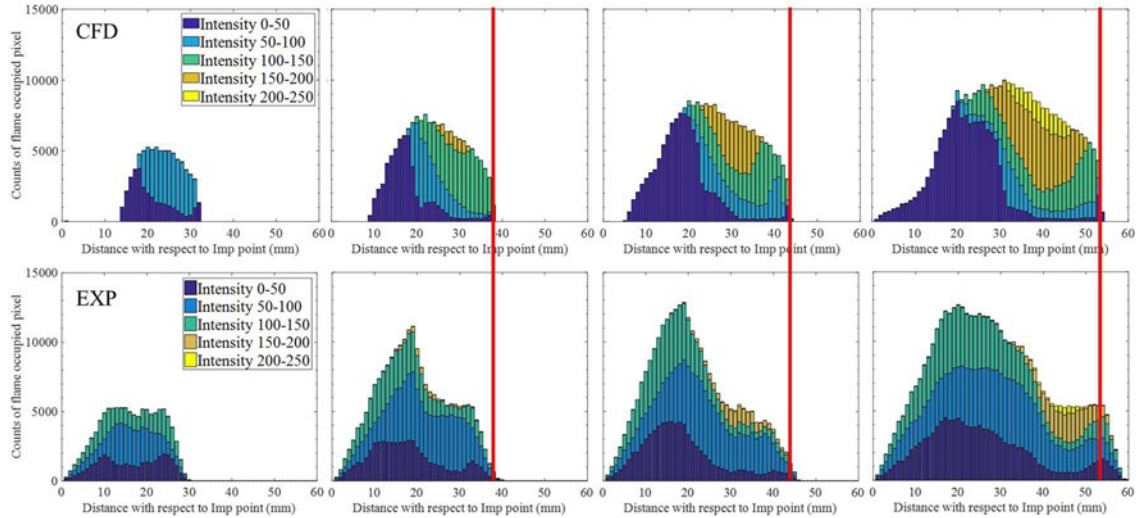 15000
10000
5000
0
Counts of flame occupied pixel
CFD
Intensity 0-50
Intensity 50-100
Intensity 100-150
Intensity 150-200
Intensity 200-250
0 10 20 30 40 50 60
10 20 30 40 50 60
0 10 20 30 40 50 60
0 10 20 30 40 50 60
Distance with respect to Imp point (mm)
Distance with respect to Imp point (mm)
Distance with respect to Imp point (mm)
Distance with respect to Imp point (mm)
15000
10000
5000
0
Counts of flame occupied pixel
EXP
Intensity 0-50
Intensity 50-100
Intensity 100-150
Intensity 150-200
Intensity 200-250
0 10 20 30 40 50 60
0 10 20 30 40 50 60
0 10 20 30 40 50 60
0 10 20 30 40 50 60
Distance with respect to Imp point (mm)
Distance with respect to Imp point (mm)
Distance with respect to Imp point (mm)
Distance with respect to Imp point (mm)